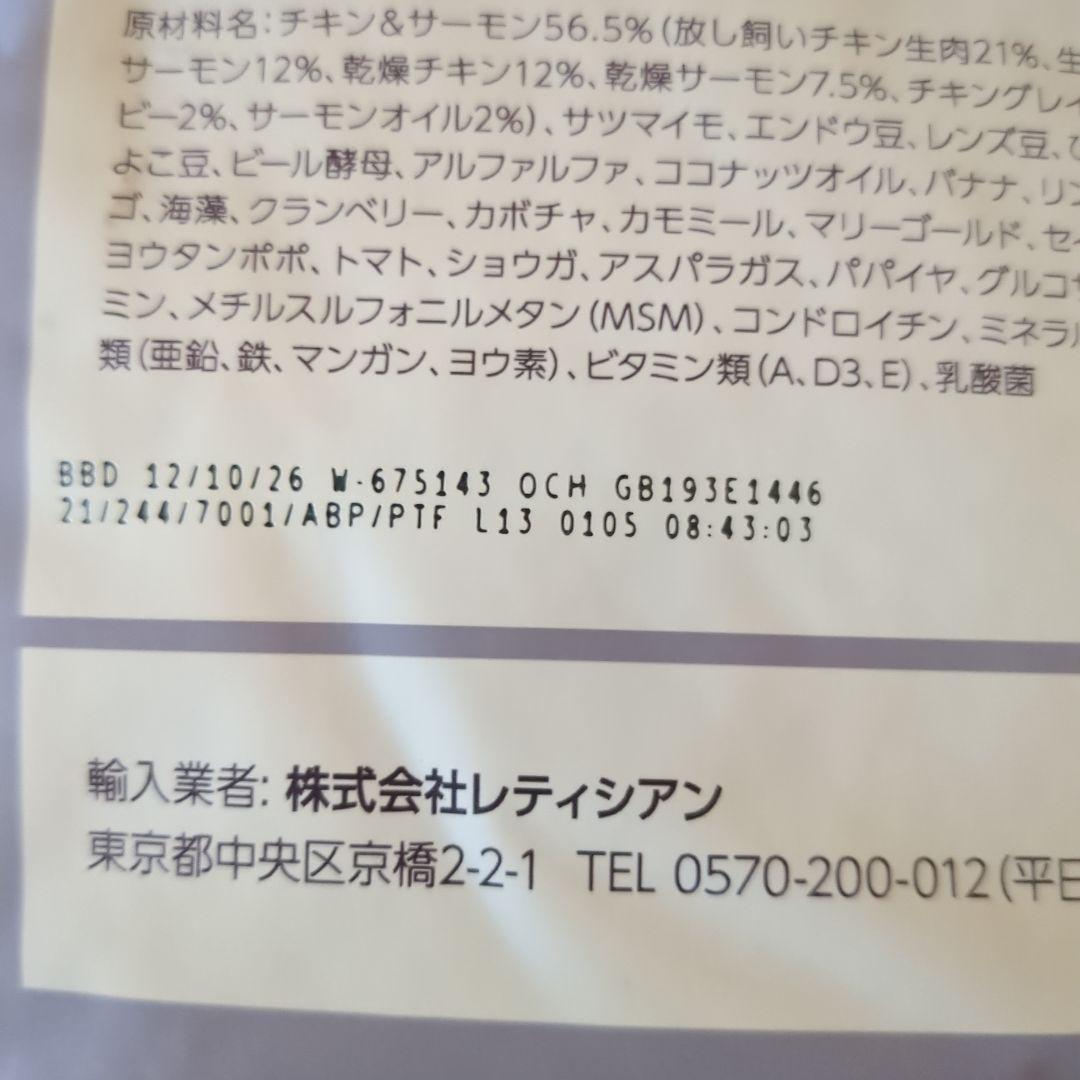 原材料名:チキン&サーモン56.5%(放し飼いチキン生肉21%、生
サーモン12%、乾燥チキン12%、乾燥サーモン7.5%、チキングレイ
ビー2%、サーモンオイル2%)、サツマイモ、エンドウ豆、レンズ豆、ひ
よこ豆、ビール酵母、アルファルファ、ココナッツオイル、バナナ、リン
ゴ、海藻、クランベリー、カボチャ、カモミール、マリーゴールド、セイ
ヨウタンポポ、トマト、ショウガ、アスパラガス、パパイヤ、グルコサ
ミン、メチルスルフォニルメタン(MSM)、コンドロイチン、ミネラル
類(亜鉛、鉄、マンガン、ヨウ素)、ビタミン類(A、D3、E)、乳酸菌
BBD 12/10/26 W-675143 OCH GB193E1446
21/244/7001/ABP/PTF L13 0105 08:43:03
輸入業者: 株式会社レティシアン
東京都中央区京橋2-2-1 TEL 0570-200-012(平日